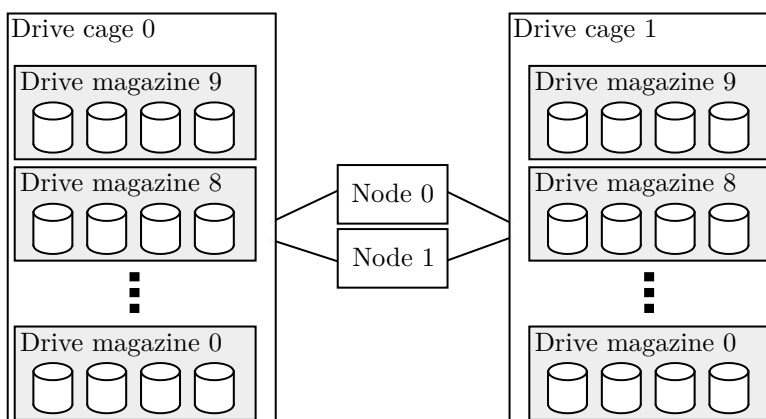 Drive cage 0
Drive magazine 9
Drive magazine 8
Drive magazine 0
Node 0
Node 1
Drive cage 1
Drive magazine 9
Drive magazine 8
Drive magazine 0